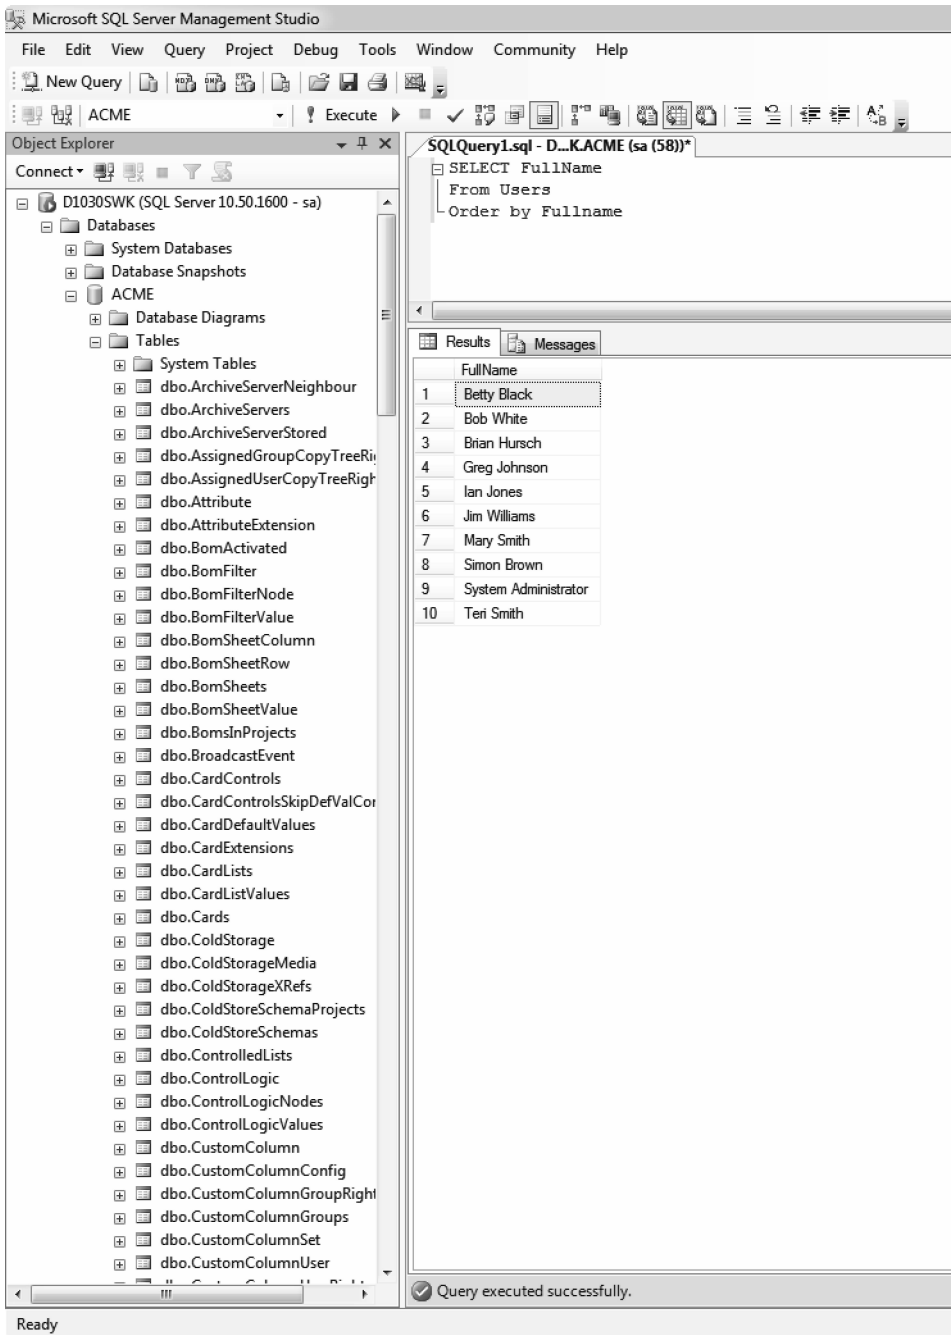 Microsoft SQL Server Management Studio
File Edit View Query Project Debug Tools Window Community Help
New Query
ACME Execute
Object Explorer
Connect
D1030SWK (SQL Server 10.50.1600 - sa)
Databases
System Databases
Database Snapshots
ACME
Database Diagrams
Tables
System Tables
dbo.ArchiveServerNeighbour
dbo.ArchiveServers
dbo.ArchiveServerStored
dbo.AssignedGroupCopyTreeRi
dbo.AssignedUserCopyTreeRigh
dbo.Attribute
dbo.AttributeExtension
dbo.BomActivated
dbo.BomFilter
dbo.BomFilterNode
dbo.BomFilterValue
dbo.BomSheetColumn
dbo.BomSheetRow
dbo.BomSheets
dbo.BomSheetValue
dbo.BomsInProjects
dbo.BroadcastEvent
dbo.CardControls
dbo.CardControlsSkipDefValCor
dbo.CardDefaultValues
dbo.CardExtensions
dbo.CardLists
dbo.CardListValues
dbo.Cards
dbo.ColdStorage
dbo.ColdStorageMedia
dbo.ColdStorageXRefs
dbo.ColdStoreSchemaProjects
dbo.ColdStoreSchemas
dbo.ControlledLists
dbo.ControlLogic
dbo.ControlLogicNodes
dbo.ControlLogicValues
dbo.CustomColumn
dbo.CustomColumnConfig
dbo.CustomColumnGroupRight
dbo.CustomColumnGroups
dbo.CustomColumnSet
dbo.CustomColumnUser
SQLQuery1.sql - D...K.ACME (sa (58))*
SELECT FullName
From Users
Order by Fullname
Results Messages
FullName
1 Betty Black
2 Bob White
3 Brian Hursch
4 Greg Johnson
5 Ian Jones
6 Jim Williams
7 Mary Smith
8 Simon Brown
9 System Administrator
10 Teri Smith
Query executed successfully.
Ready